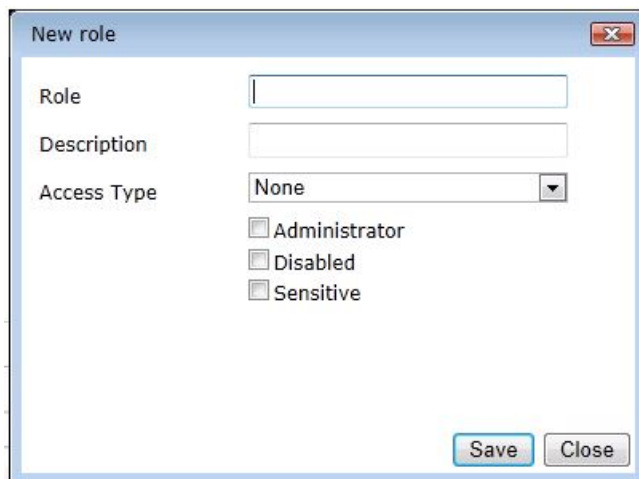 New role
Role
Description
Access Type None
Administrator
Disabled
Sensitive
Save Close